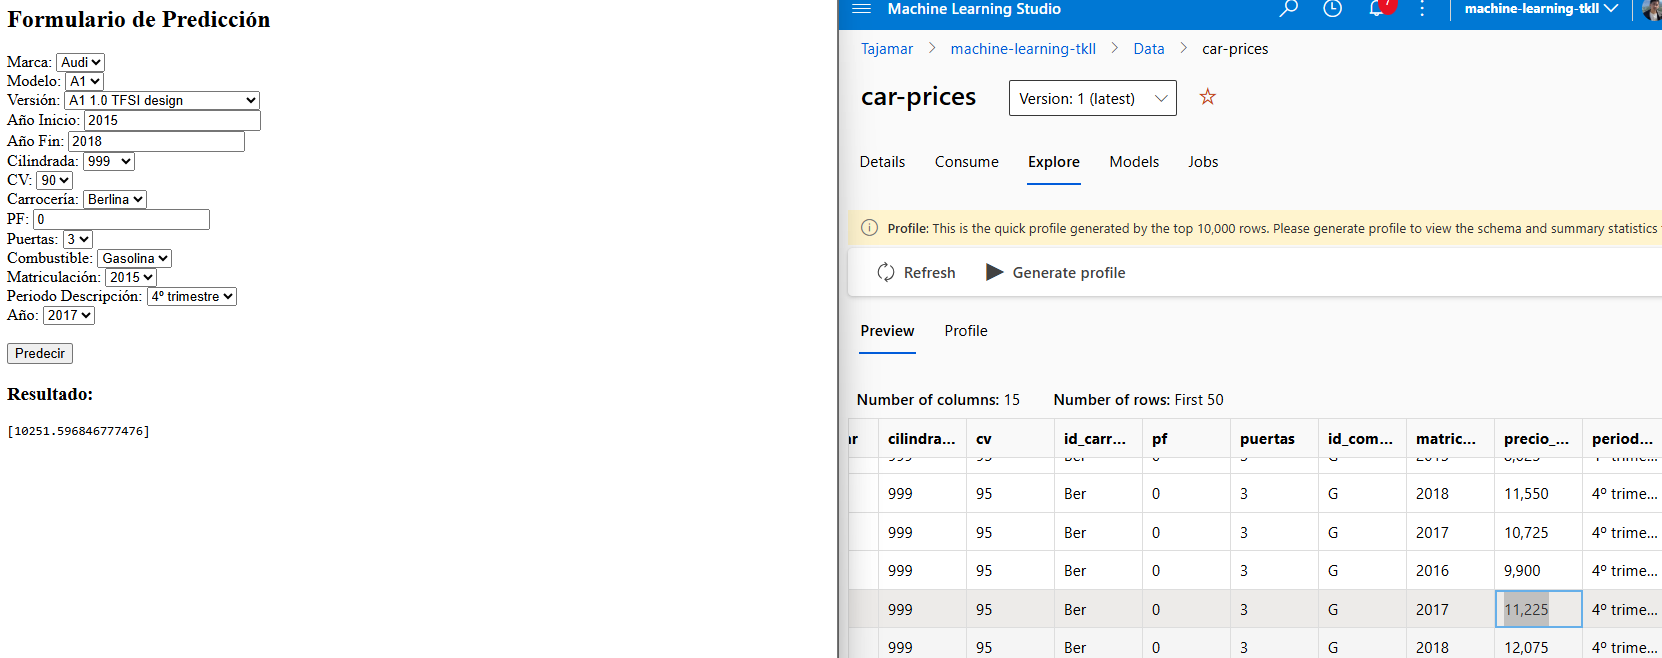 Formulario de Predicción
Marca: Audi
Modelo: A1
Versión: A1 1.0 TFSI design
Año Inicio: 2015
Año Fin: 2018
Cilindrada: 999
CV: 90
Carrocería: Berlina
PF: 0
Puertas: 3
Combustible: Gasolina
Matriculación: 2015
Periodo Descripción: 4º trimestre
Año: 2017
Predecir
Resultado:
[10251.596846777476]
Machine Learning Studio
7
machine-learning-tkll
Tajamar > machine-learning-tkll > Data > car-prices
car-prices
Version: 1 (latest)
Details Consume Explore Models Jobs
Profile: This is the quick profile generated by the top 10,000 rows. Please generate profile to view the schema and summary statistics
Refresh Generate profile
Preview Profile
Number of columns: 15 Number of rows: First 50
cilindra... cv id_carr... pf puertas id_com... matric... precio_... period...
999 95 Ber 0 3 G 2018 11,550 4º trime...
999 95 Ber 0 3 G 2017 10,725 4º trime...
999 95 Ber 0 3 G 2016 9,900 4º trime...
999 95 Ber 0 3 G 2017 11,225 4º trime...
999 95 Ber 0 3 G 2018 12,075 4º trime...